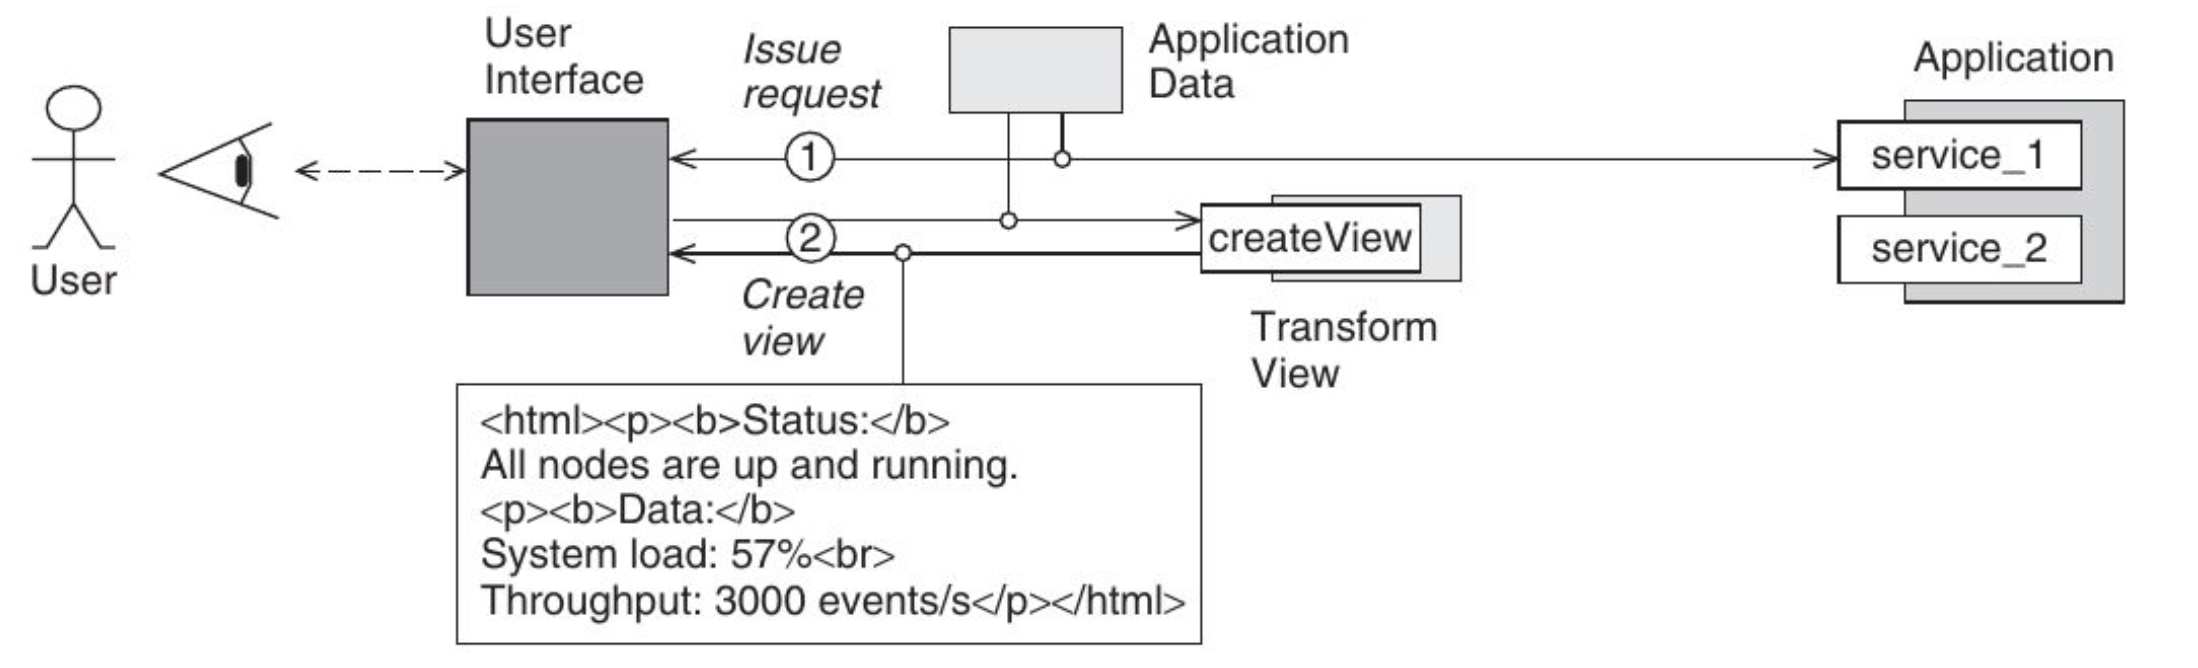 User
Interface
Issue
request
Application
Data
Application
1
service_1
2
createView
service_2
User
Create
view
Transform
View
<html><p><b>Status:</b>
All nodes are up and running.
<p><b>Data:</b>
System load: 57%<br>
Throughput: 3000 events/s</p></html>